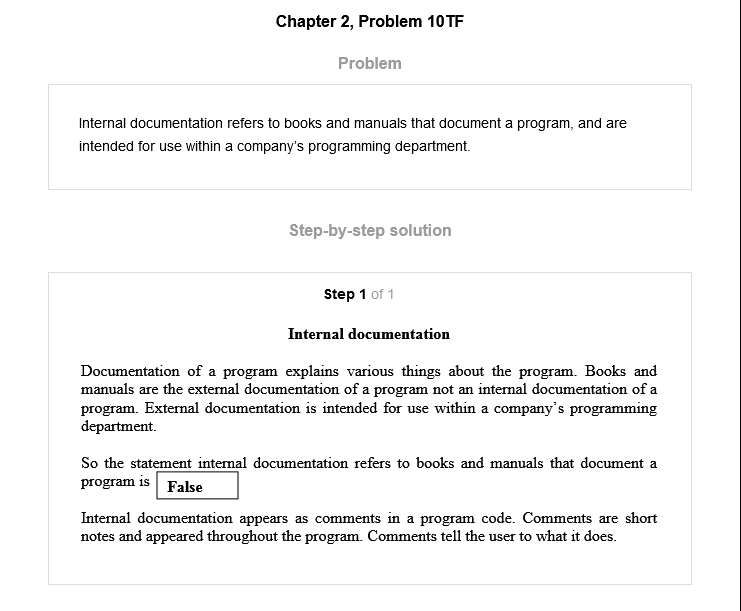 Chapter 2, Problem 10TF
Problem
Internal documentation refers to books and manuals that document a program, and are
intended for use within a company's programming department.
Step-by-step solution
Step 1 of 1
Internal documentation
Documentation of a program explains various things about the program. Books and
manuals are the external documentation of a program not an internal documentation of a
program. External documentation is intended for use within a company's programming
department.
So the statement internal documentation refers to books and manuals that document a
program is False
Internal documentation appears as comments in a program code. Comments are short
notes and appeared throughout the program. Comments tell the user to what it does.